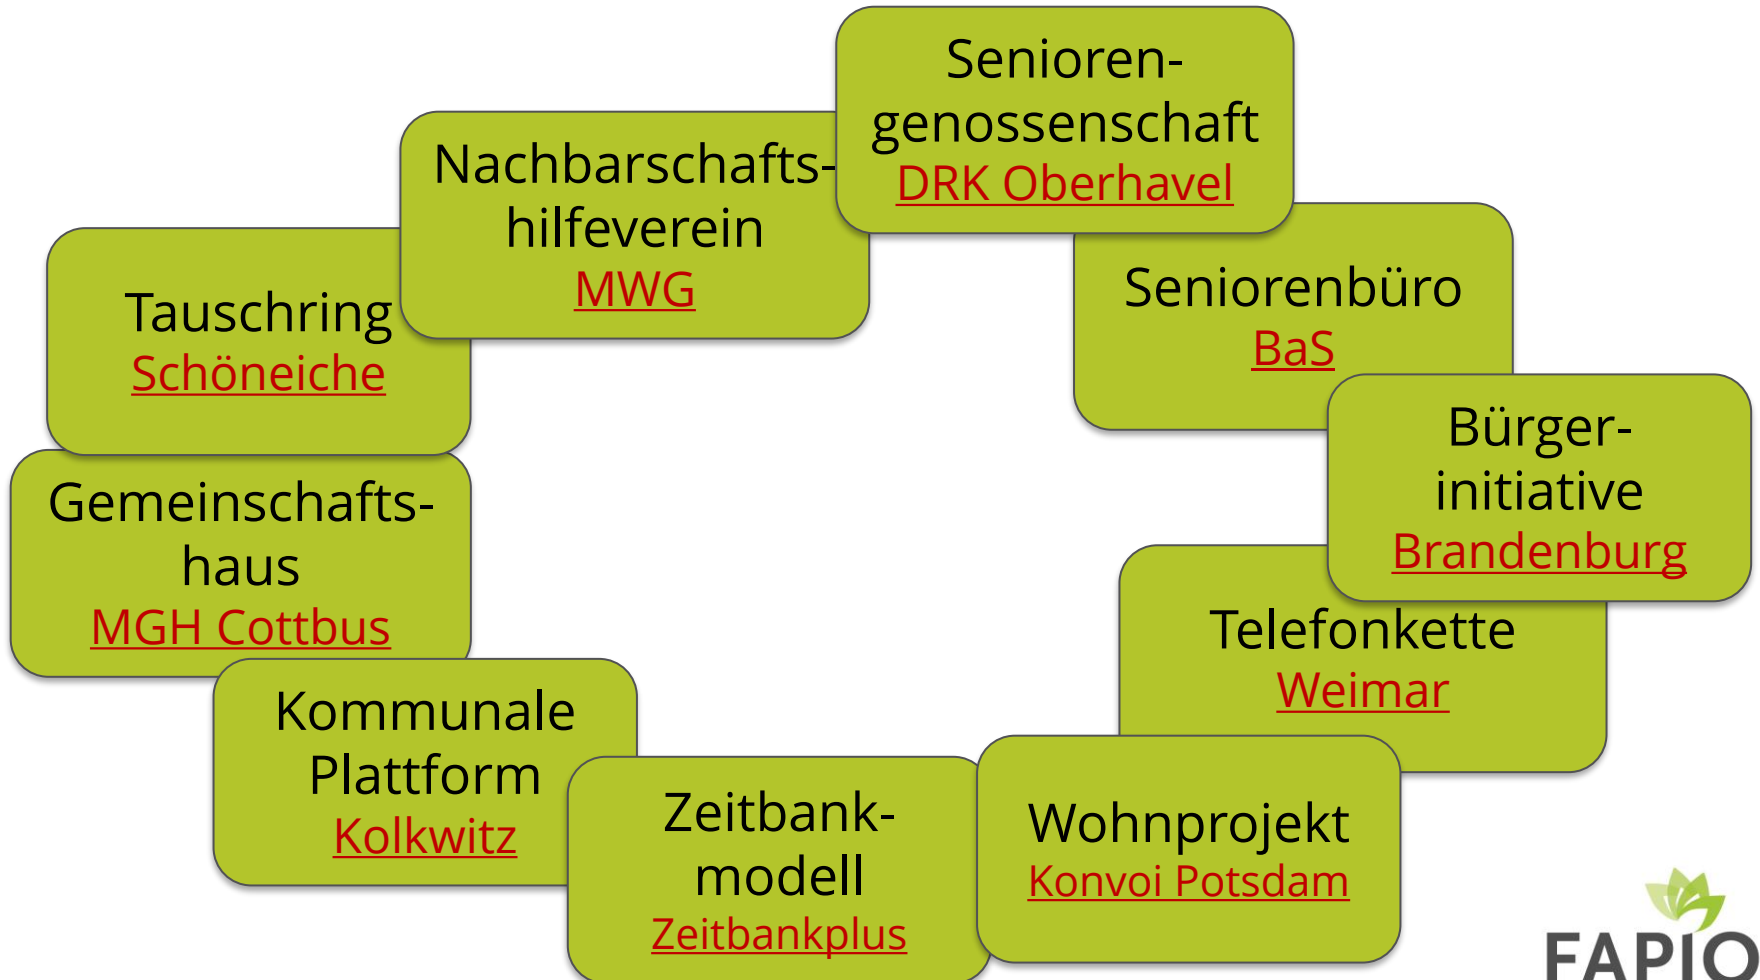 Senioren-
genossenschaft
DRK Oberhavel
Nachbarschafts-
hilfeverein
MWG
Seniorenbüro
BaS
Tauschring
Schöneiche
Bürger-
initiative
Brandenburg
Gemeinschafts-
haus
MGH Cottbus
Telefonkette
Weimar
Kommunale
Plattform
Kolkwitz
Zeitbank-
modell
Zeitbankplus
Wohnprojekt
Konvoi Potsdam
FAPIQ